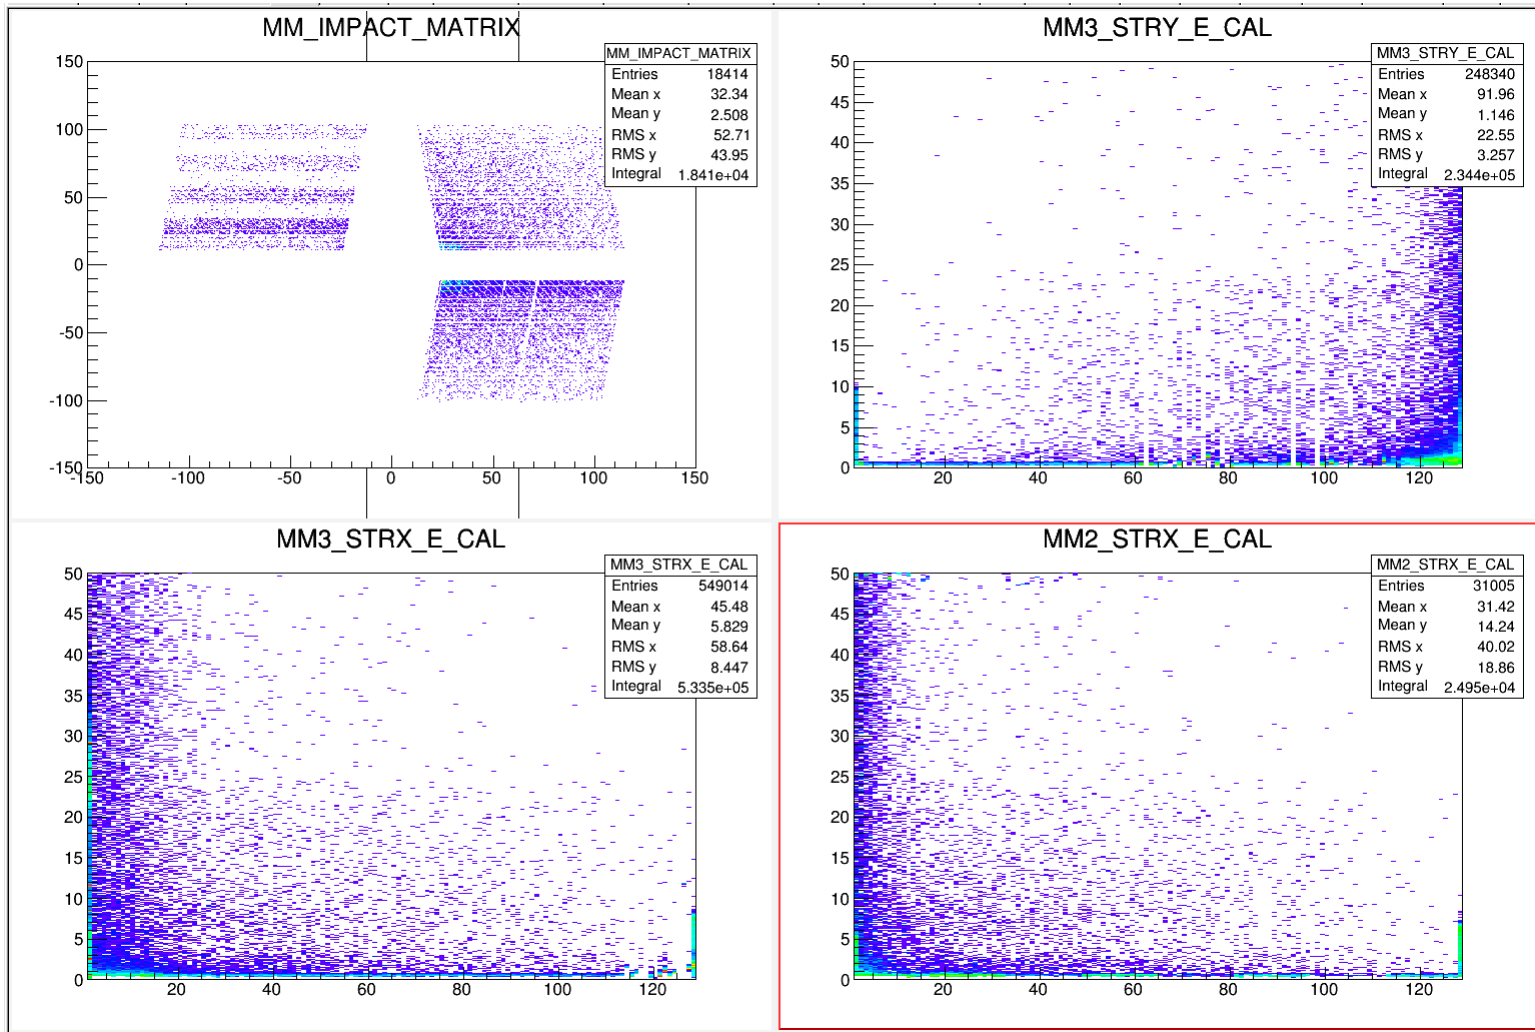 MM_IMPACT_MATRIX
MM_IMPACT_MATRIX
Entries 18414
Mean x 32.34
Mean y 2.508
RMS x 52.71
RMS y 43.95
Integral 1.841e+04
150
100
50
0
-50
-100
-150
-150 -100 -50 0 50 100 150
MM3_STRY_E_CAL
MM3_STRY_E_CAL
Entries 248340
Mean x 91.96
Mean y 1.146
RMS x 22.55
RMS y 3.257
Integral 2.344e+05
50
45
40
35
30
25
20
15
10
5
0
20 40 60 80 100 120
MM3_STRX_E_CAL
MM3_STRX_E_CAL
Entries 549014
Mean x 45.48
Mean y 5.829
RMS x 58.64
RMS y 8.447
Integral 5.335e+05
50
45
40
35
30
25
20
15
10
5
0
20 40 60 80 100 120
MM2_STRX_E_CAL
MM2_STRX_E_CAL
Entries 31005
Mean x 31.42
Mean y 14.24
RMS x 40.02
RMS y 18.86
Integral 2.495e+04
50
45
40
35
30
25
20
15
10
5
0
20 40 60 80 100 120